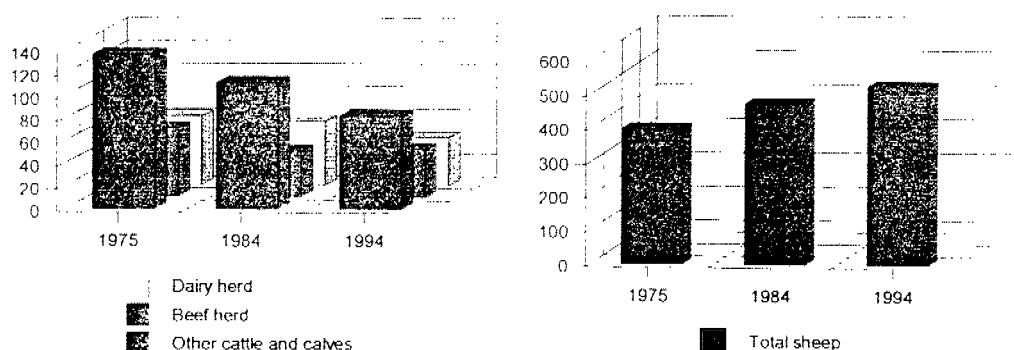 140
120
100
80
60
40
20
0
1975 1984 1994
Dairy herd
Beef herd
Other cattle and calves
600
500
400
300
200
100
0
1975 1984 1994
Total sheep